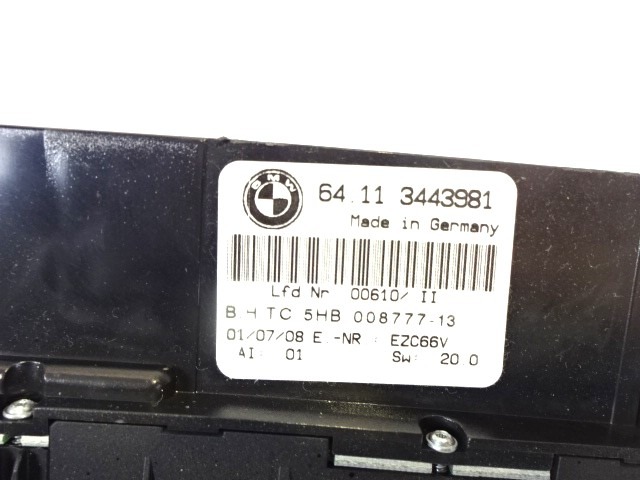 BMW
64.11 3443981
Made in Germany
Lfd Nr 00610/ II
B H TC 5HB 008777-13
01/07/08 E.-NR : EZC66V
AI: 01 SW: 20.0